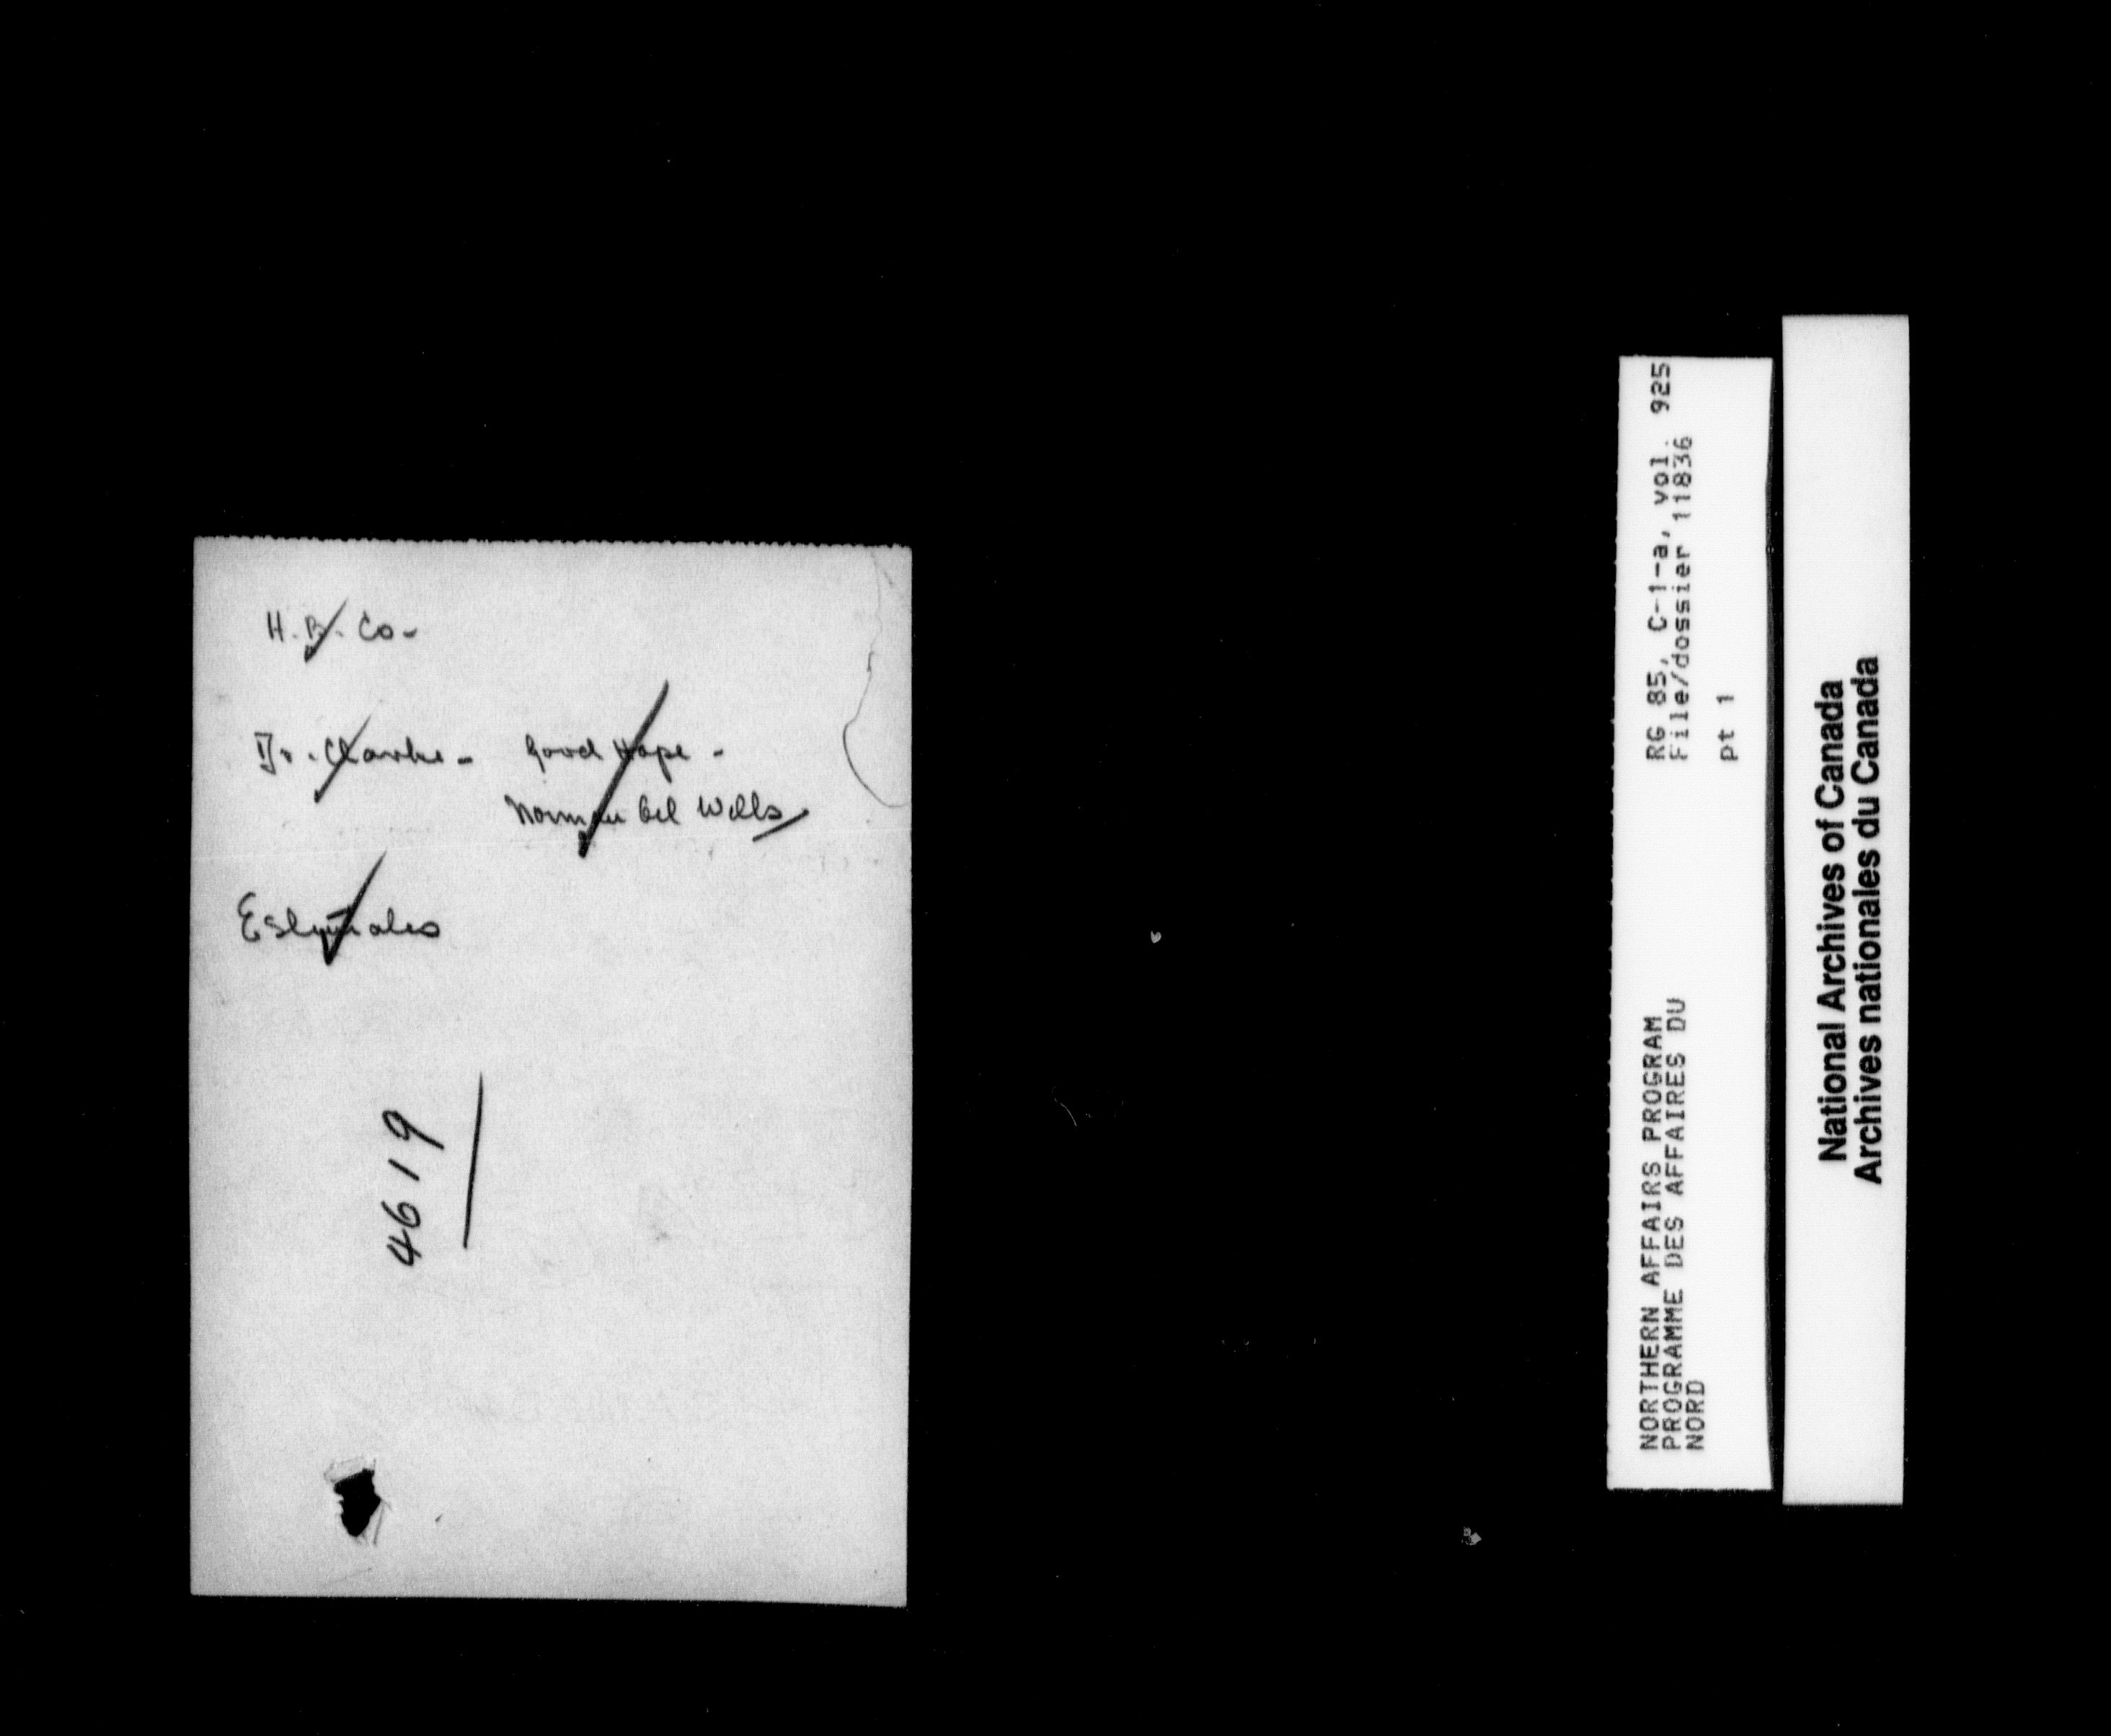 H.B. Co-
Dr. Clarke - Good Hope -
Norman Oil Wells
4619
RG 85, C-1-a, vol. 925
File/dossier 11836
pt 1
NORTHERN AFFAIRS PROGRAM
PROGRAMME DES AFFAIRES DU
NORD
National Archives of Canada
Archives nationales du Canada